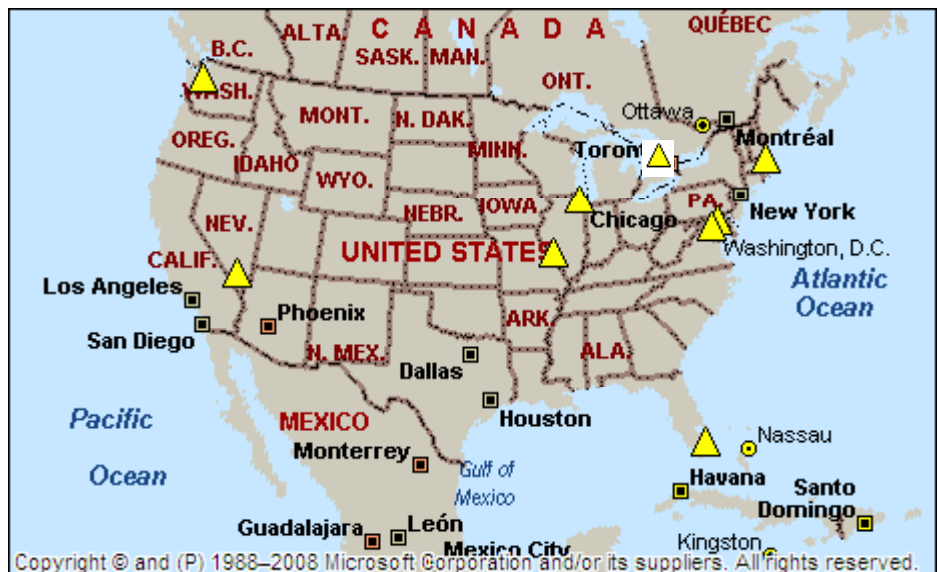 C A N A D A
QUÉBEC
ALTA.
B.C.
SASK.
MAN.
ONT.
WASH.
MONT.
N. DAK.
Ottawa
Montréal
OREG.
IDAHO
MINN.
Toron
WYO.
NEBR.
IOWA
PA.
NEV.
Chicago
New York
UNITED STATES
Washington, D.C.
CALIF.
Atlantic
Ocean
Los Angeles
San Diego
Phoenix
ARK.
N. MEX.
Dallas
ALA.
Houston
Pacific
Ocean
MEXICO
Monterrey
Gulf of
Mexico
Nassau
Havana
Santo
Domingo
Guadalajara
León
Mexico City
Kingston
Copyright © and (P) 1988–2008 Microsoft Corporation and/or its suppliers. All rights reserved.